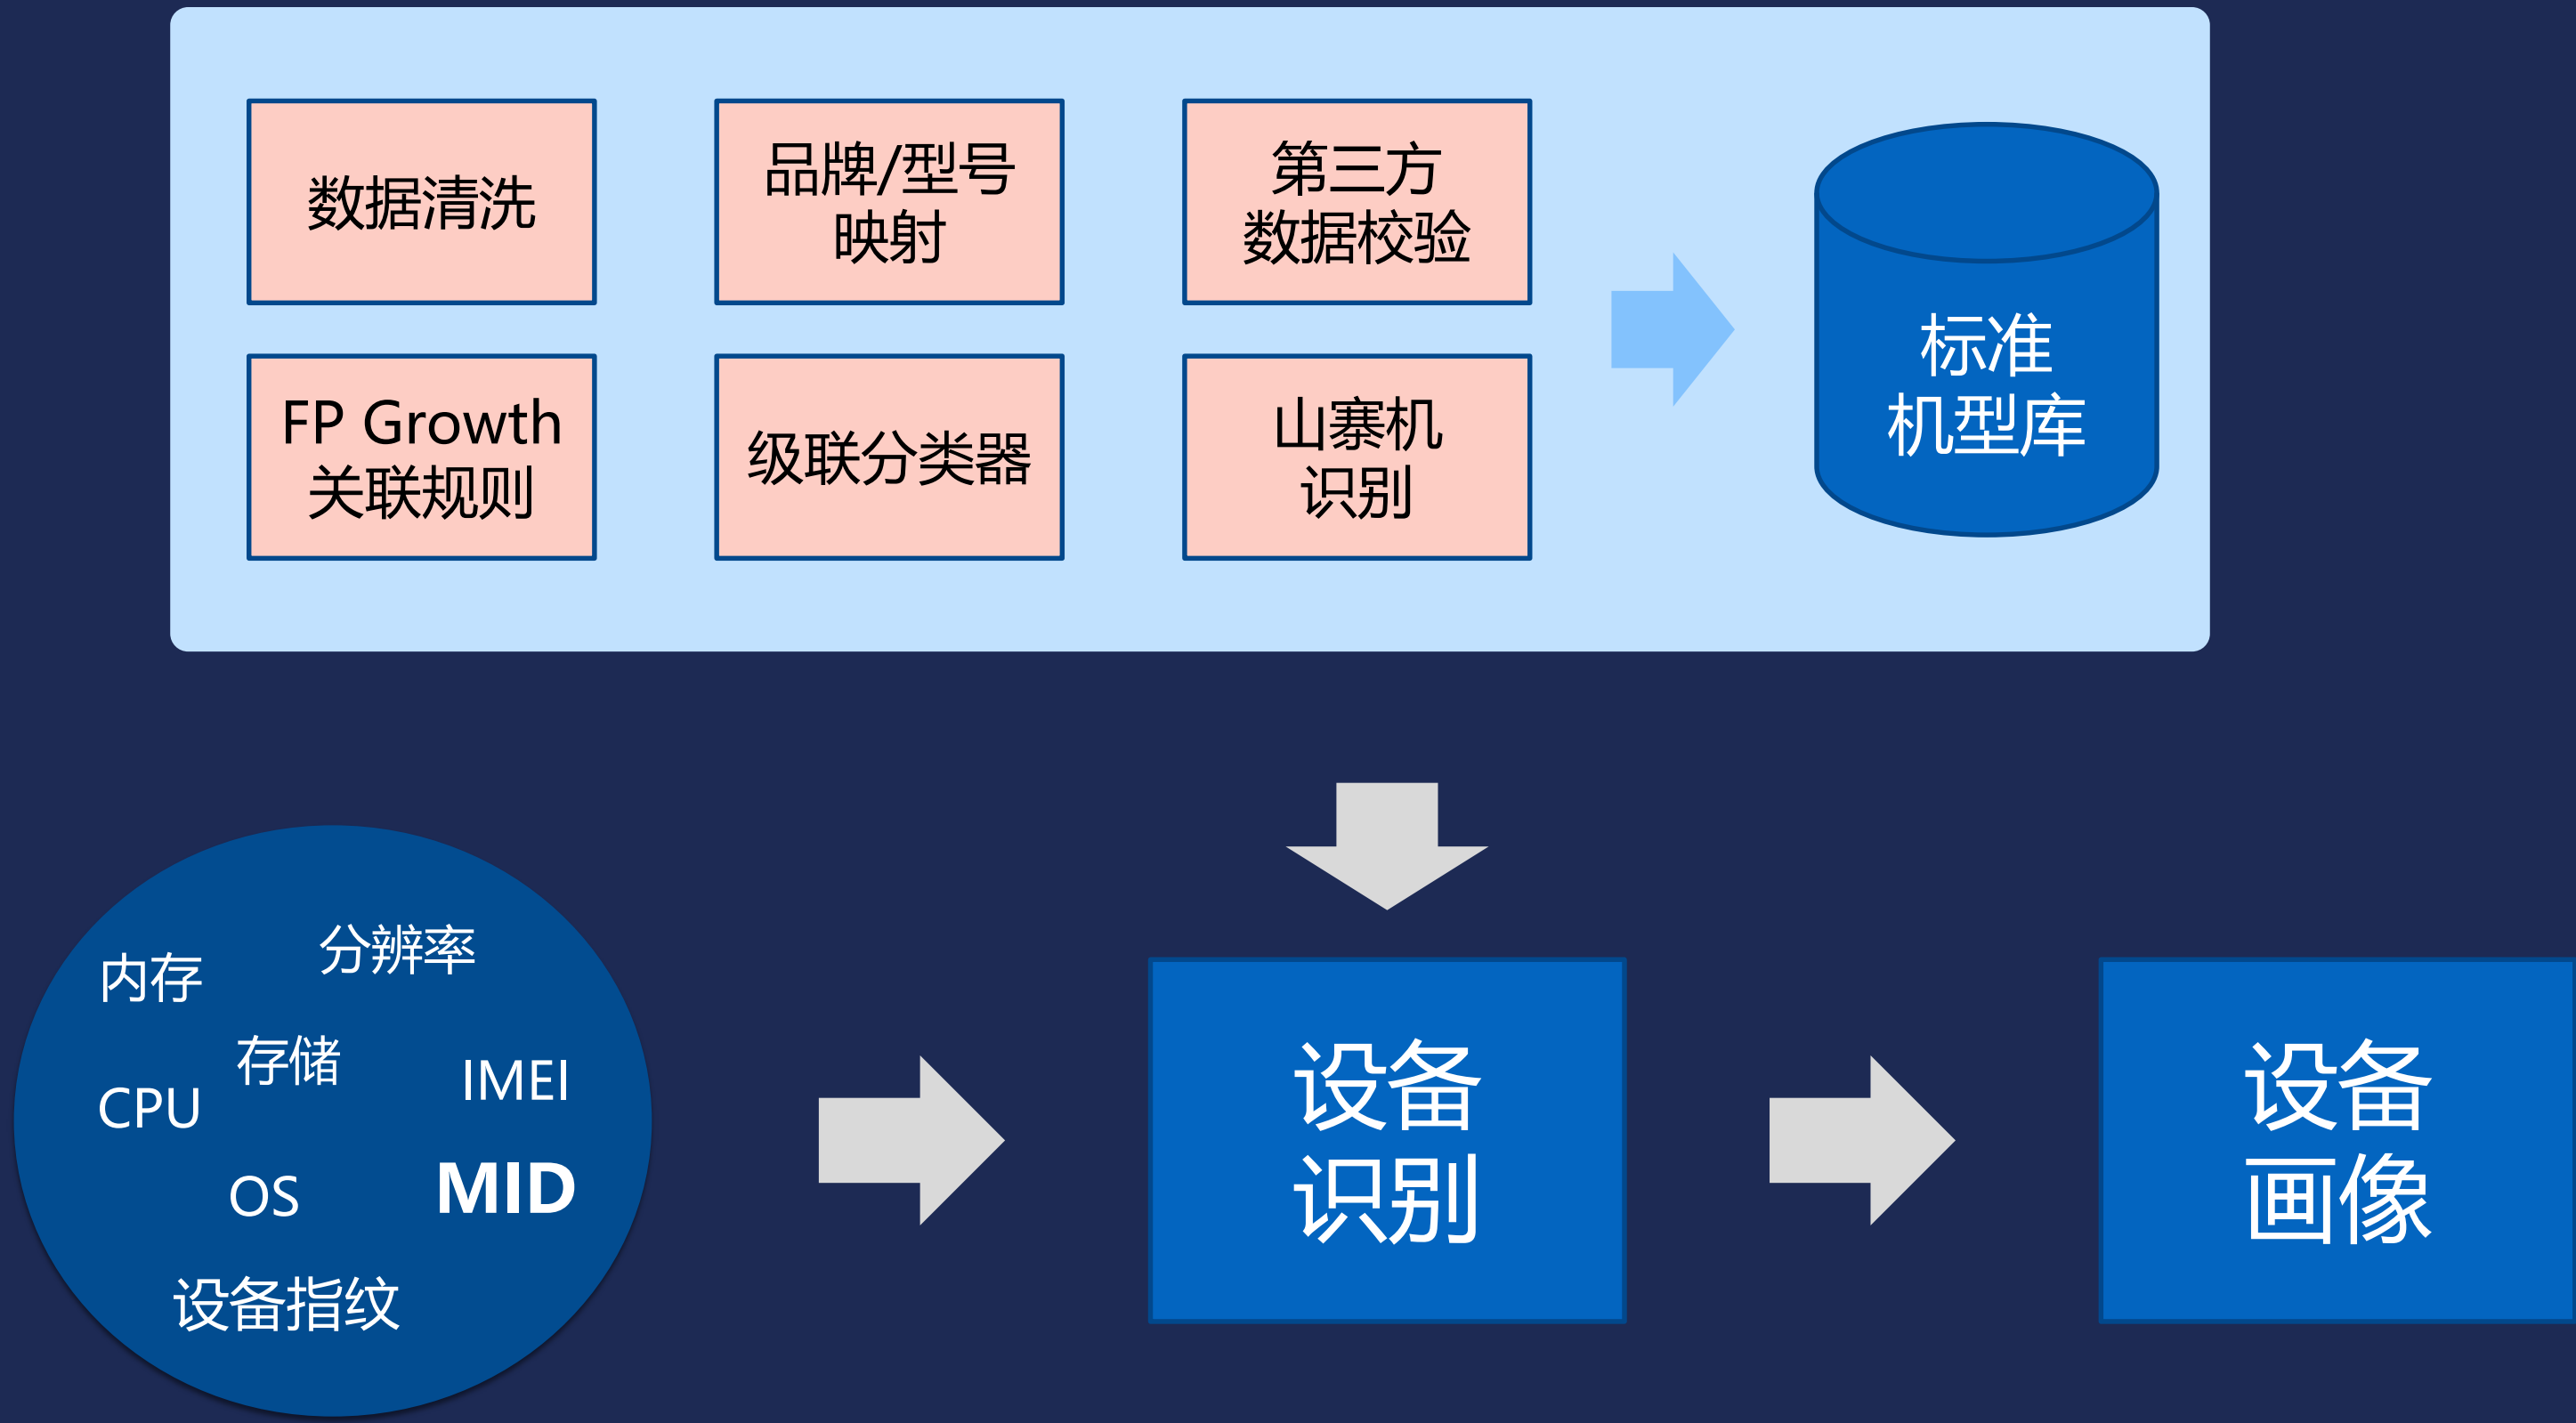 数据清洗
品牌/型号
映射
第三方
数据校验
FP Growth
关联规则
级联分类器
山寨机
识别
标准
机型库
内存
分辨率
存储
CPU
IMEI
OS
MID
设备指纹
设备
识别
设备
画像